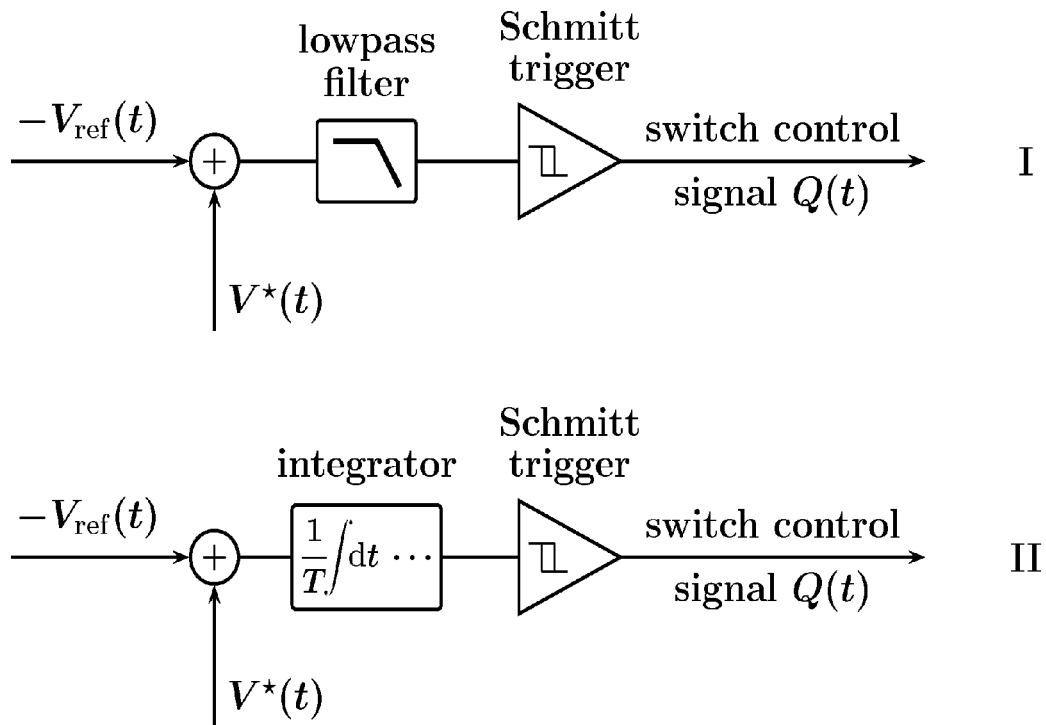 lowpass
filter
Schmitt
trigger
−V_ref(t)
+
switch control
signal Q(t)
I
V⋆(t)
integrator
Schmitt
trigger
−V_ref(t)
+
1/T ∫dt ⋯
switch control
signal Q(t)
II
V⋆(t)